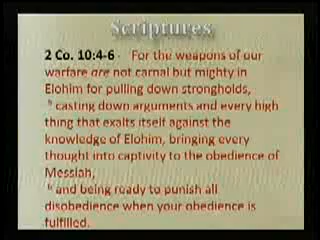 Scriptures
2 Co. 10:4-6 For the weapons of our
warfare are not carnal but mighty in
Elohim for pulling down strongholds,
5 casting down arguments and every high
thing that exalts itself against the
knowledge of Elohim, bringing every
thought into captivity to the obedience of
Messiah,
6 and being ready to punish all
disobedience when your obedience is
fulfilled.